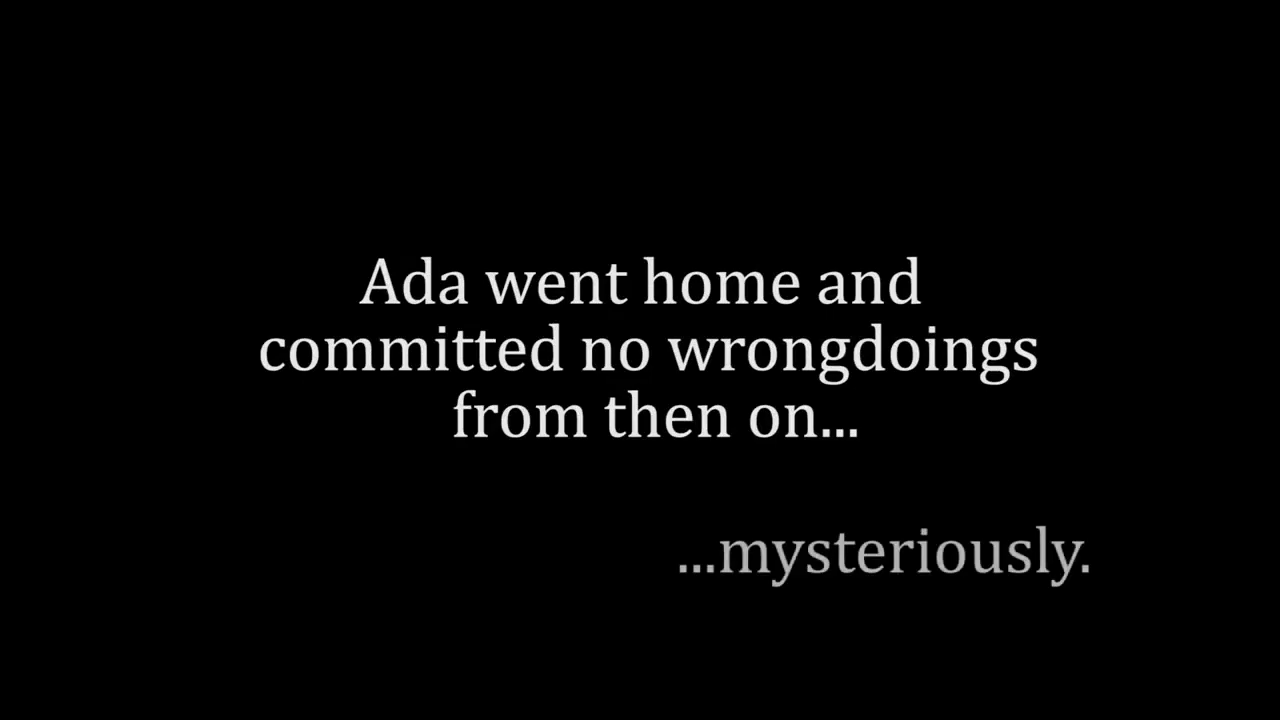 Ada went home and
committed no wrongdoings
from then on...
...mysteriously.